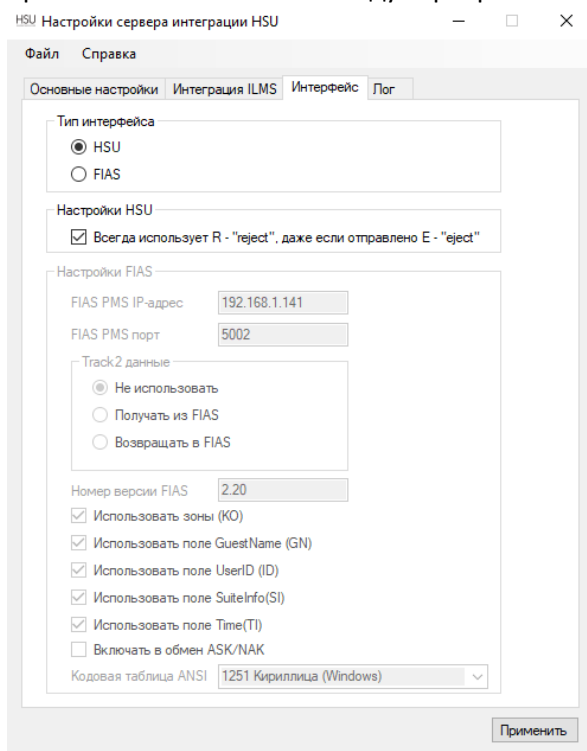 HSU Настройки сервера интеграции HSU
Файл Справка
Основные настройки Интеграция ILMS Интерфейс Лог
Тип интерфейса
HSU
FIAS
Настройки HSU
Всегда использует R - "reject", даже если отправлено E - "eject"
Настройки FIAS
FIAS PMS IP-адрес 192.168.1.141
FIAS PMS порт 5002
Track2 данные
Не использовать
Получать из FIAS
Возвращать в FIAS
Номер версии FIAS 2.20
Использовать зоны (KO)
Использовать поле GuestName (GN)
Использовать поле UserID (ID)
Использовать поле SuiteInfo(SI)
Использовать поле Time(TI)
Включать в обмен ASK/NAK
Кодовая таблица ANSI 1251 Кириллица (Windows)
Применить